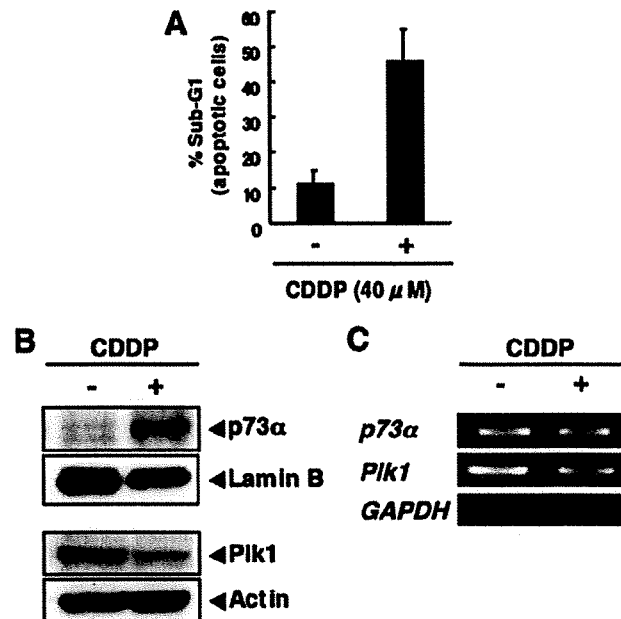 A
60
50
40
30
20
10
0
% Sub-G1
(apoptotic cells)
- +
CDDP (40 μM)
B
CDDP
- +
p73α
Lamin B
Plk1
Actin
C
CDDP
- +
p73α
Plk1
GAPDH